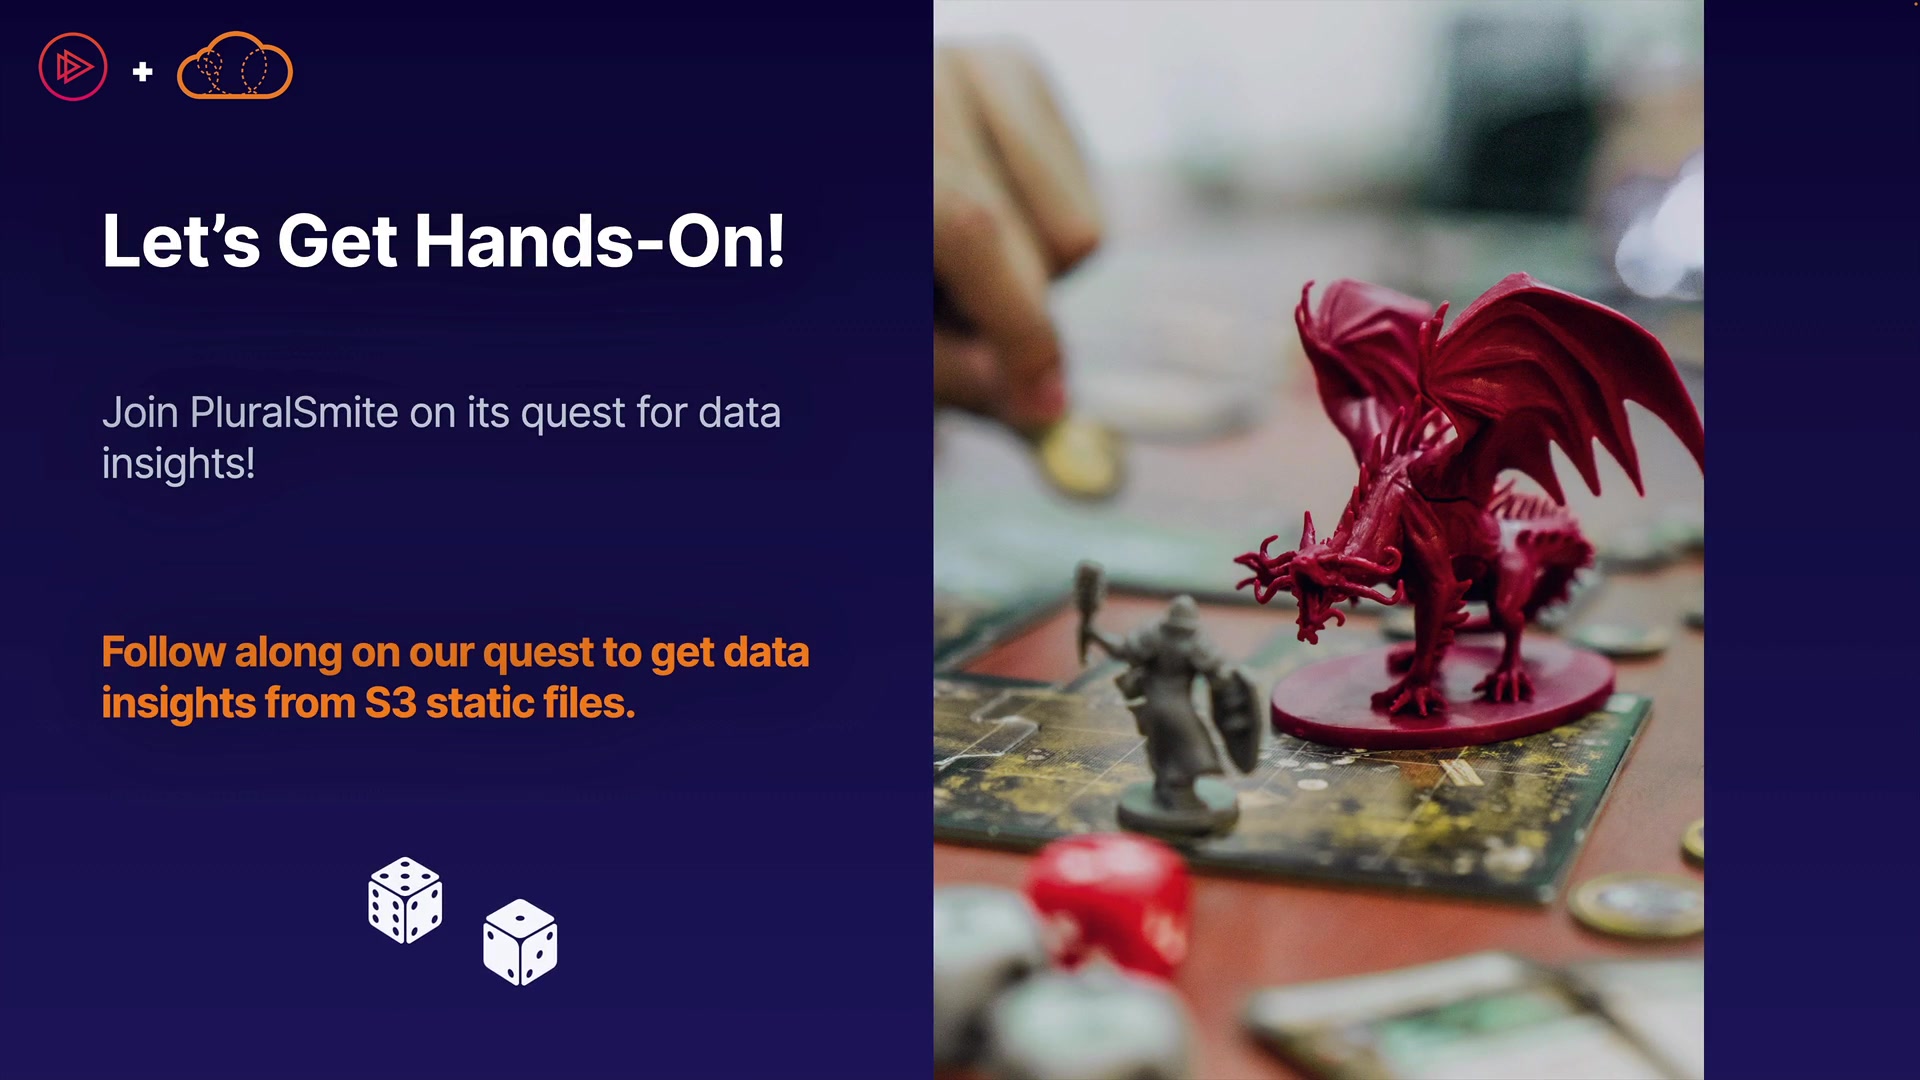 Let’s Get Hands-On!
Join PluralSmite on its quest for data
insights!
Follow along on our quest to get data
insights from S3 static files.